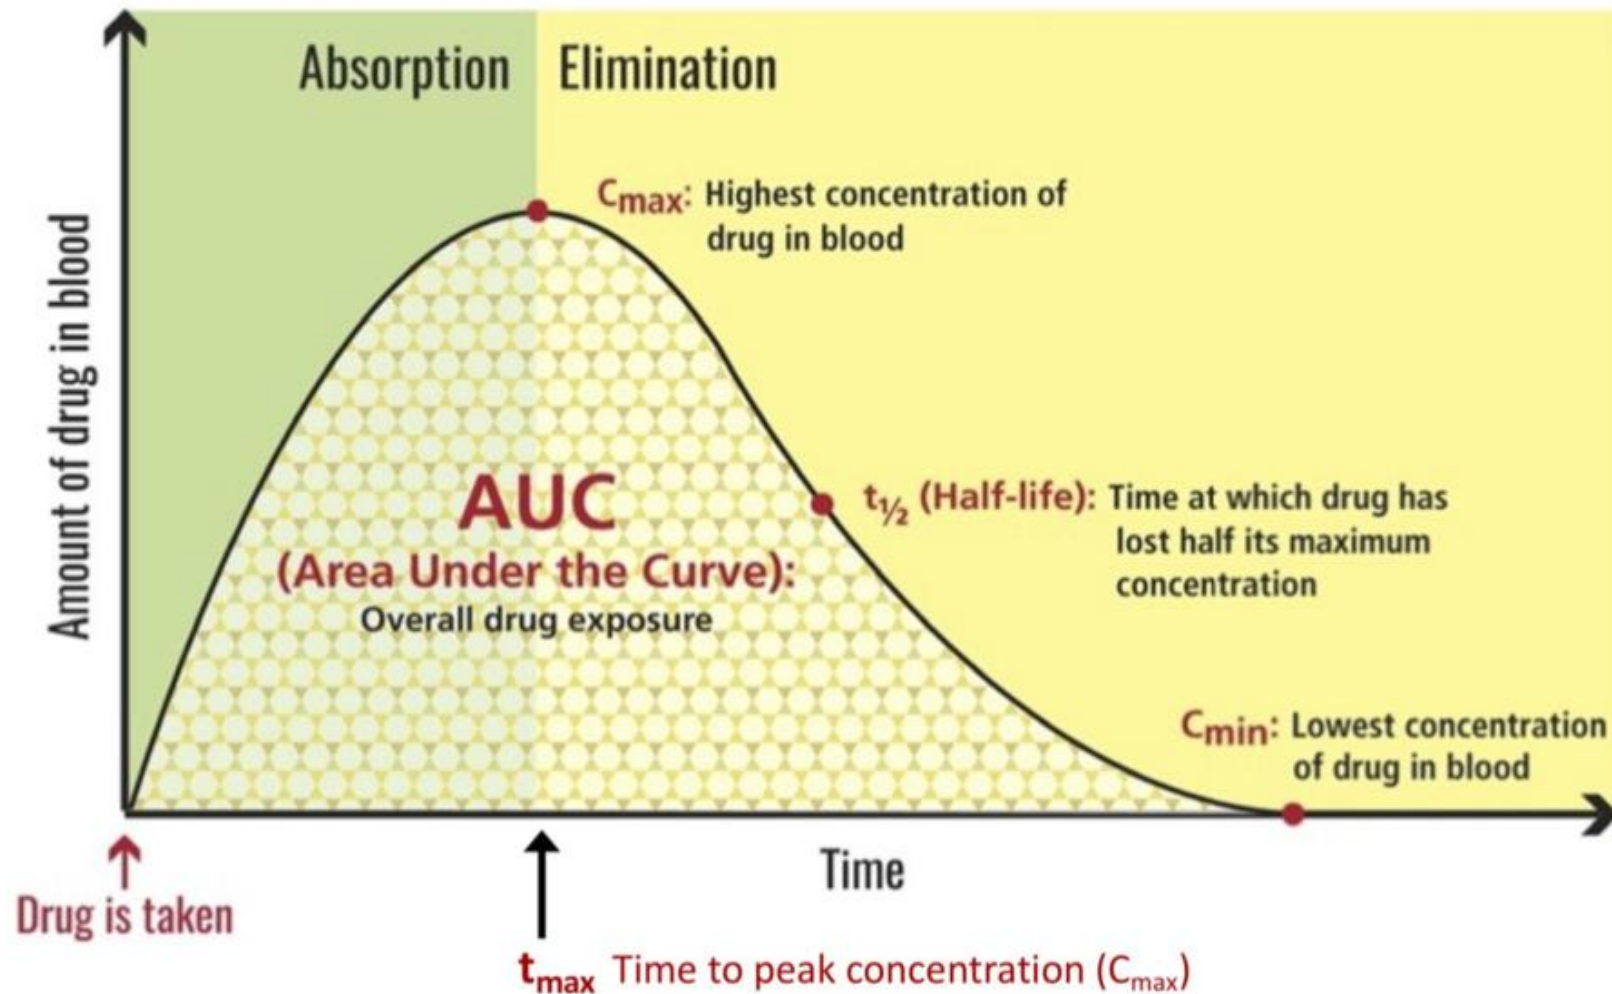 Absorption
Elimination
Cmax: Highest concentration of
drug in blood
Amount of drug in blood
AUC
(Area Under the Curve):
Overall drug exposure
t½ (Half-life): Time at which drug has
lost half its maximum
concentration
Cmin: Lowest concentration
of drug in blood
Time
Drug is taken
tmax Time to peak concentration (Cmax)